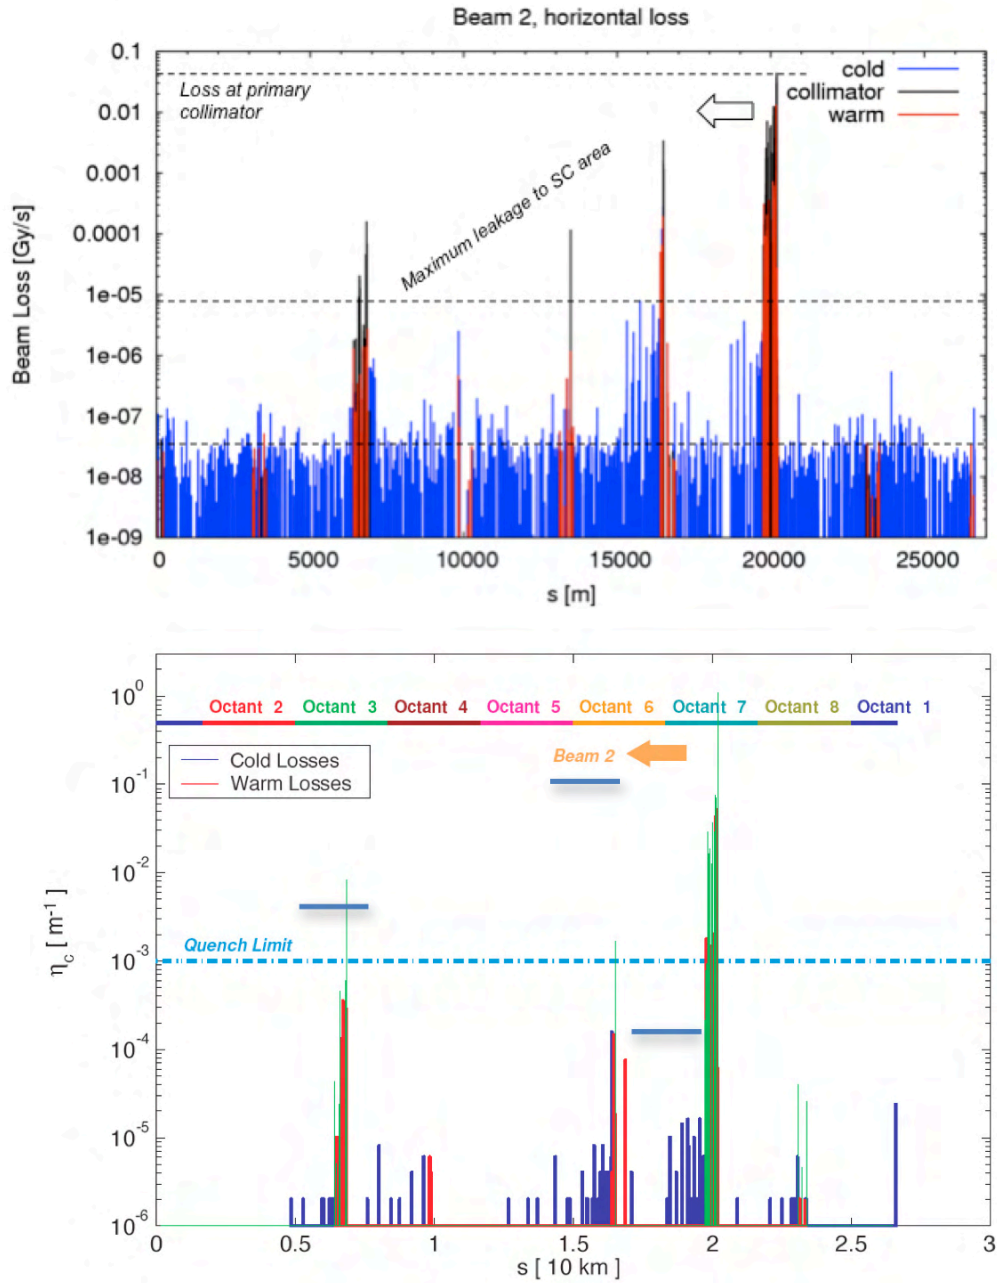 Beam 2, horizontal loss
0.1
0.01
0.001
0.0001
1e-05
1e-06
1e-07
1e-08
1e-09
Beam Loss [Gy/s]
Loss at primary
collimator
Maximum leakage to SC area
cold
collimator
warm
0 5000 10000 15000 20000 25000
s [m]
10^0
10^-1
10^-2
10^-3
10^-4
10^-5
10^-6
η_c [ m^-1 ]
Octant 2 Octant 3 Octant 4 Octant 5 Octant 6 Octant 7 Octant 8 Octant 1
Cold Losses
Warm Losses
Beam 2
Quench Limit
0 0.5 1 1.5 2 2.5 3
s [ 10 km ]